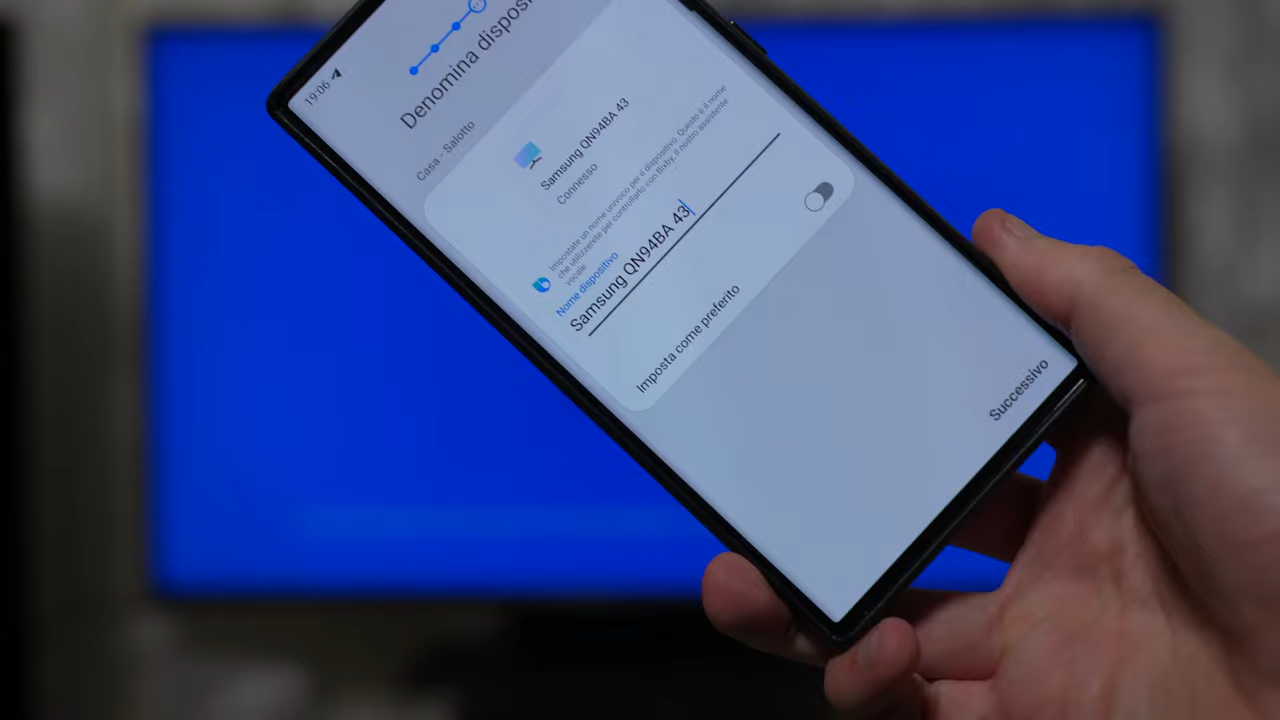 19:06
Denomina disposi
Casa - Salotto
Samsung QN94BA 43
Connesso
Impostate un nome univoco per il dispositivo. Questo è il nome
che utilizzerete per controllarlo con Bixby, il nostro assistente
vocale.
Nome dispositivo
Samsung QN94BA 43
Imposta come preferito
Successivo